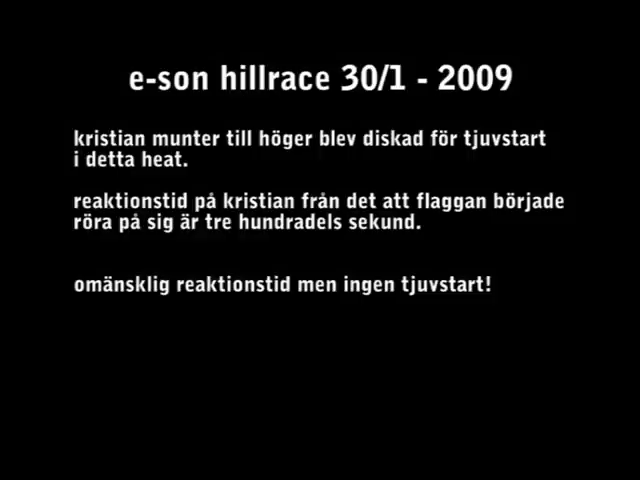 e-son hillrace 30/1 - 2009
kristian munter till höger blev diskad för tjuvstart
i detta heat.
reaktionstid på kristian från det att flaggan började
röra på sig är tre hundradels sekund.
omänsklig reaktionstid men ingen tjuvstart!